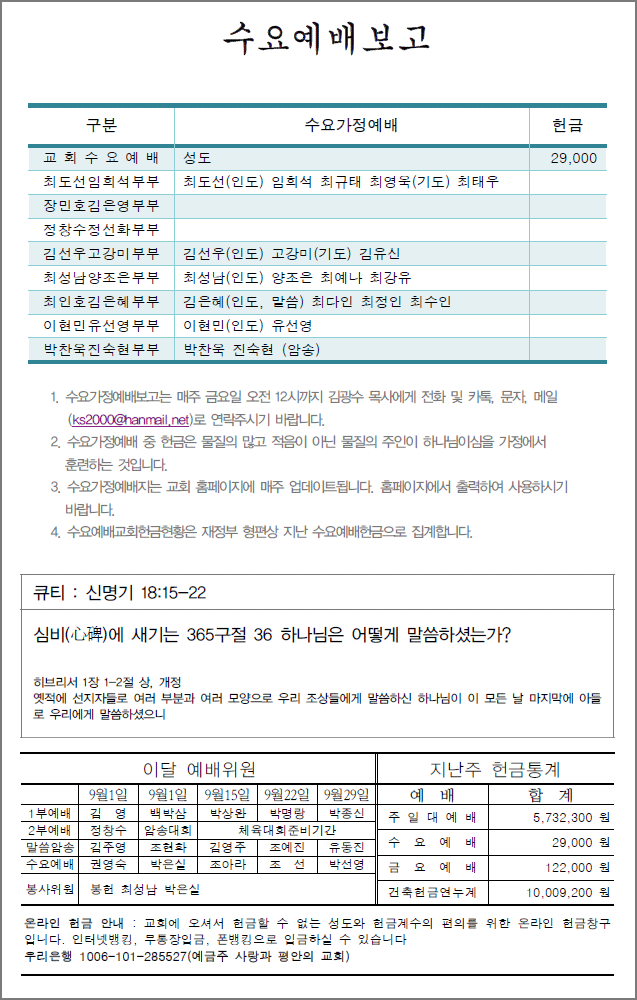 수요예배보고
구분 수요가정예배 헌금
교 회 수 요 예 배 성도 29,000
최도선임희석부부 최도선(인도) 임희석 최규태 최영욱(기도) 최태우
장민호김은영부부
정창수정선화부부
김선우고강미부부 김선우(인도) 고강미(기도) 김유신
최성남양조은부부 최성남(인도) 양조은 최예나 최강유
최인호김은혜부부 김은혜(인도, 말씀) 최다인 최정인 최수인
이현민유선영부부 이현민(인도) 유선영
박찬욱진숙현부부 박찬욱 진숙현 (암송)
1. 수요가정예배보고는 매주 금요일 오전 12시까지 김광수 목사에게 전화 및 카톡, 문자, 메일
(ks2000@hanmail.net)로 연락주시기 바랍니다.
2. 수요가정예배 중 헌금은 물질의 많고 적음이 아닌 물질의 주인이 하나님이심을 가정에서
훈련하는 것입니다.
3. 수요가정예배지는 교회 홈페이지에 매주 업데이트됩니다. 홈페이지에서 출력하여 사용하시기
바랍니다.
4. 수요예배교회헌금현황은 재정부 형편상 지난 수요예배헌금으로 집계합니다.
큐티 : 신명기 18:15-22
심비(心碑)에 새기는 365구절 36 하나님은 어떻게 말씀하셨는가?
히브리서 1장 1-2절 상, 개정
옛적에 선지자들로 여러 부분과 여러 모양으로 우리 조상들에게 말씀하신 하나님이 이 모든 날 마지막에 아들
로 우리에게 말씀하셨으니
이달 예배위원
9월1일 9월1일 9월15일 9월22일 9월29일
1부예배 김 영 백박삼 박상완 박명랑 박종신
2부예배 정창수 암송대회 체육대회준비기간
말씀암송 김주영 조현화 김영주 조예진 유동진
수요예배 권영숙 박은실 조아라 조 선 박선영
봉사위원 봉헌 최성남 박은실
지난주 헌금통계
예 배 합 계
주 일 대 예 배 5,732,300 원
수 요 예 배 29,000 원
금 요 예 배 122,000 원
건축헌금연누계 10,009,200 원
온라인 헌금 안내 : 교회에 오셔서 헌금할 수 없는 성도와 헌금계수의 편의를 위한 온라인 헌금창구
입니다. 인터넷뱅킹, 무통장입금, 폰뱅킹으로 입금하실 수 있습니다
우리은행 1006-101-285527(예금주 사랑과 평안의 교회)